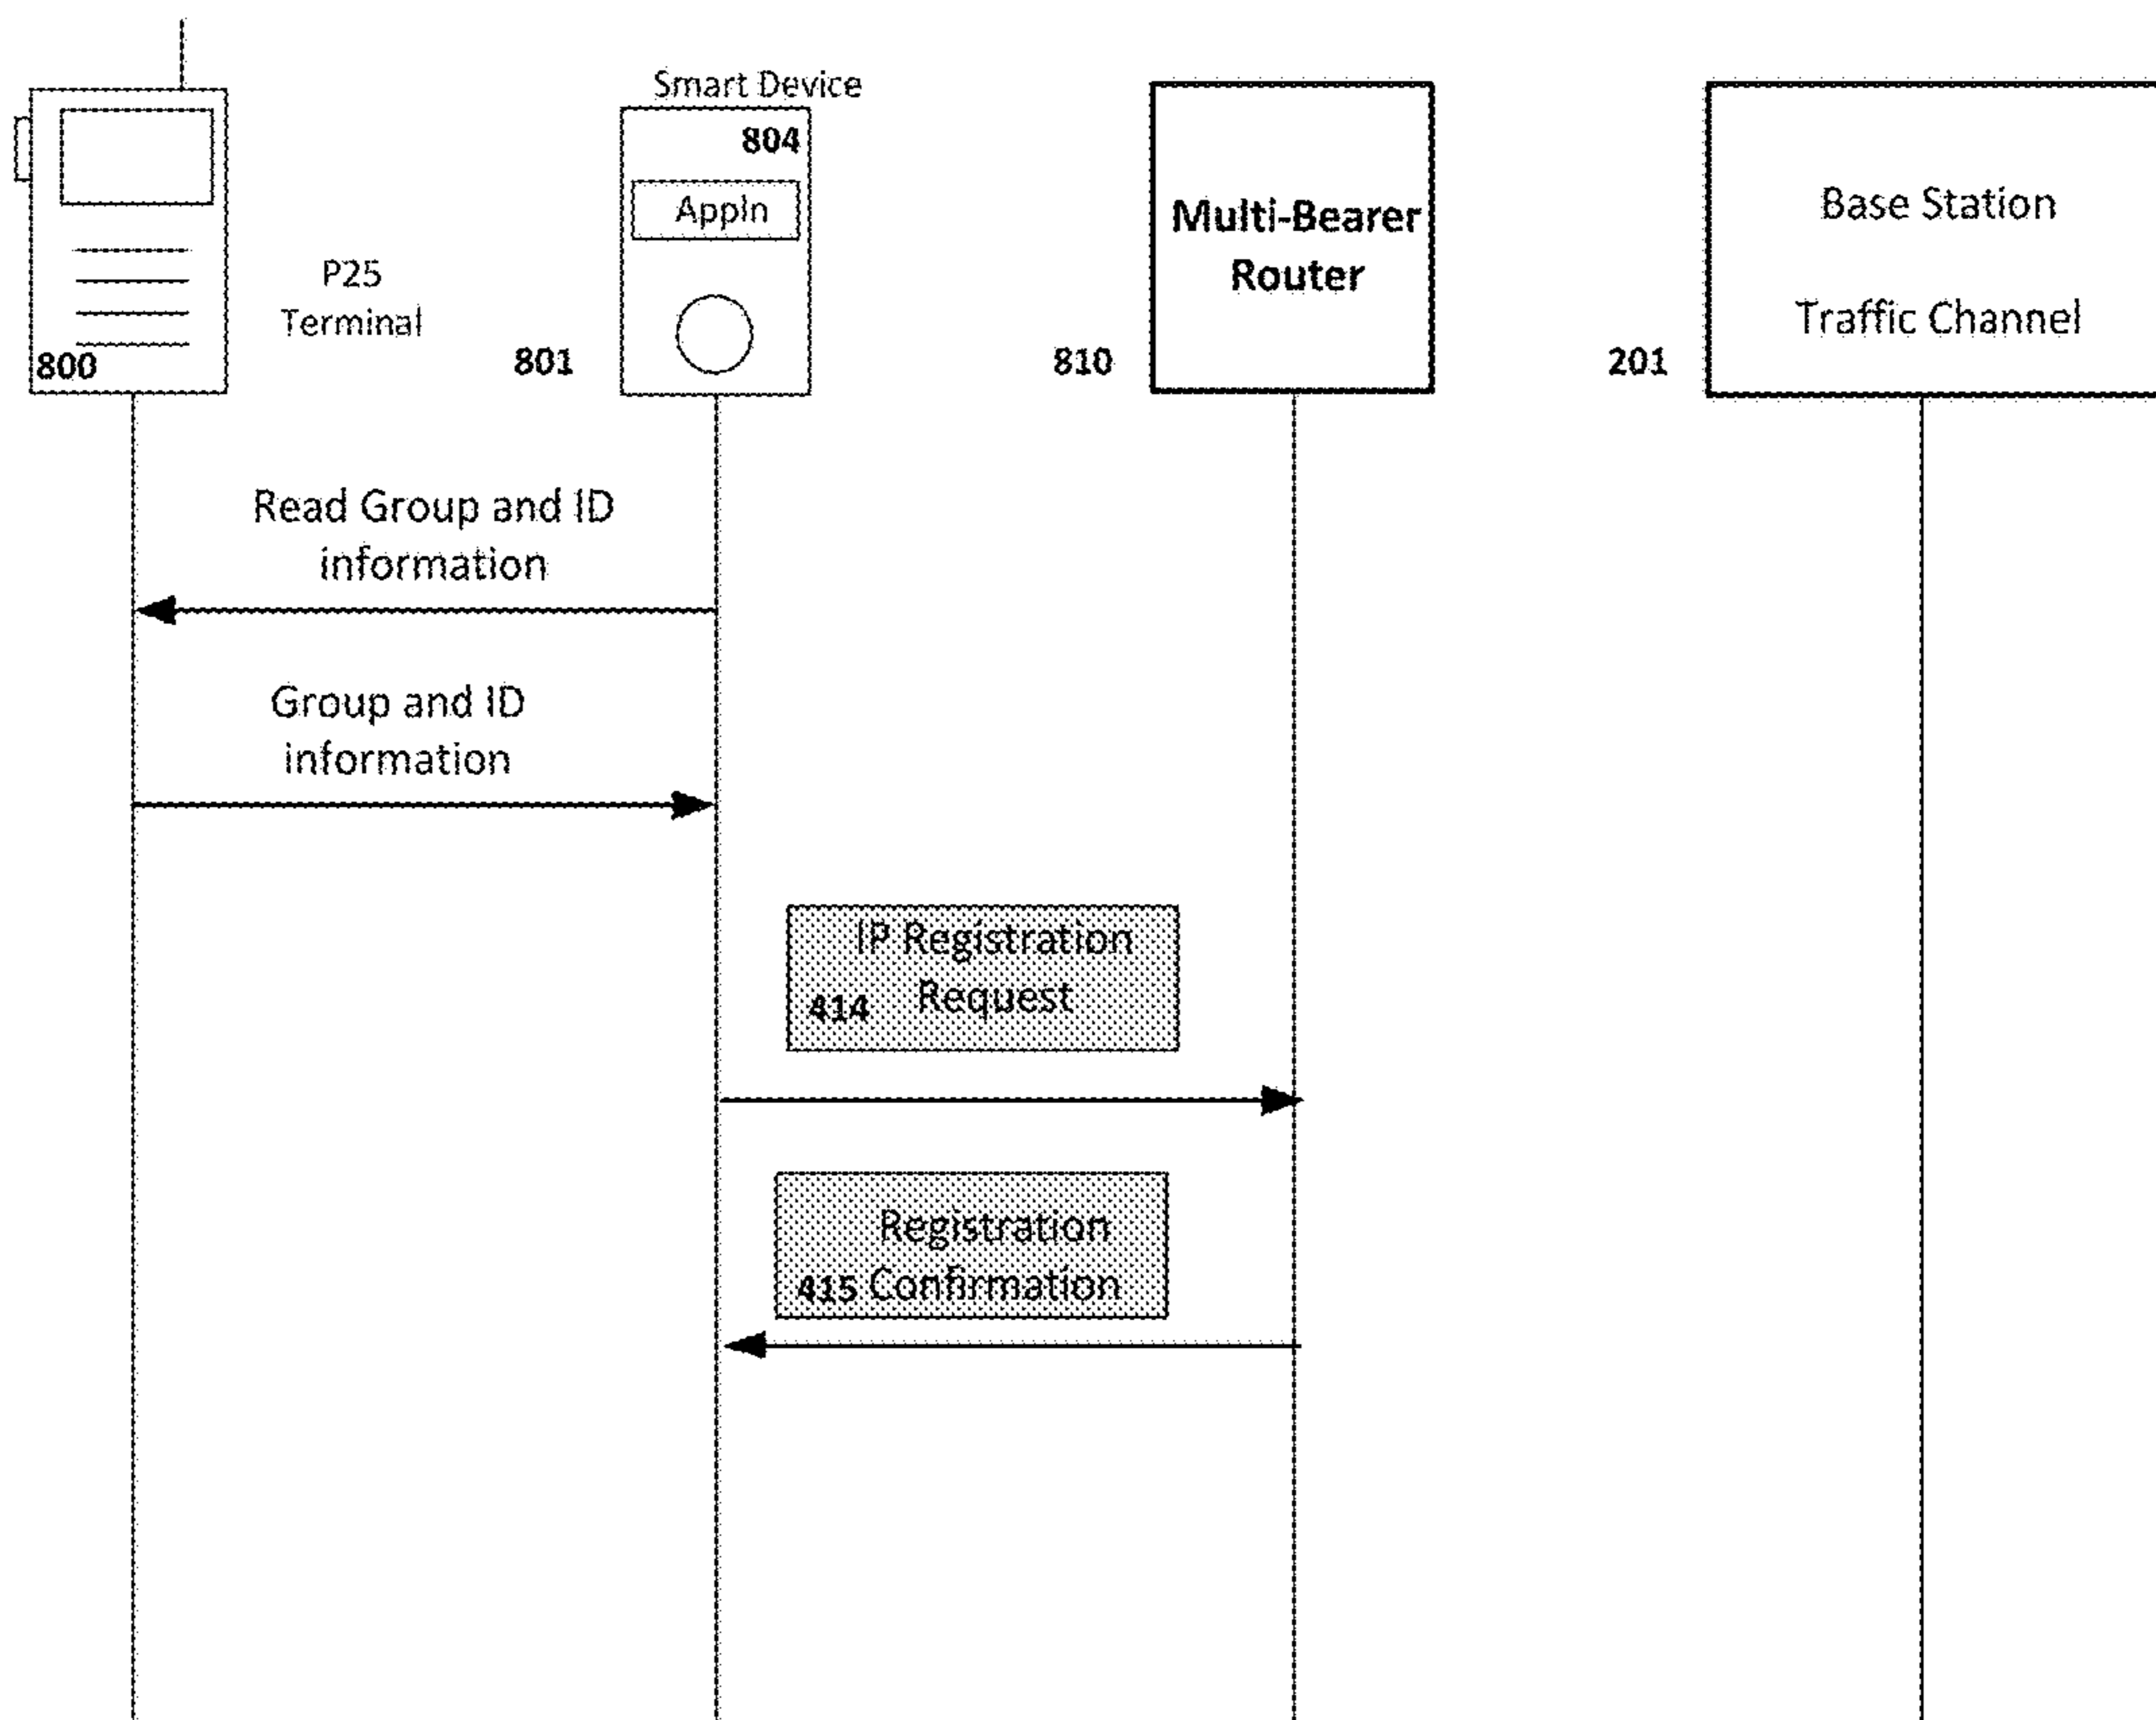 Smart Device
804
Appln
P25
Terminal
800
801
Multi-Bearer
Router
810
Base Station
Traffic Channel
201
Read Group and ID
information
Group and ID
information
IP Registration
Request
414
Registration
415 Confirmation